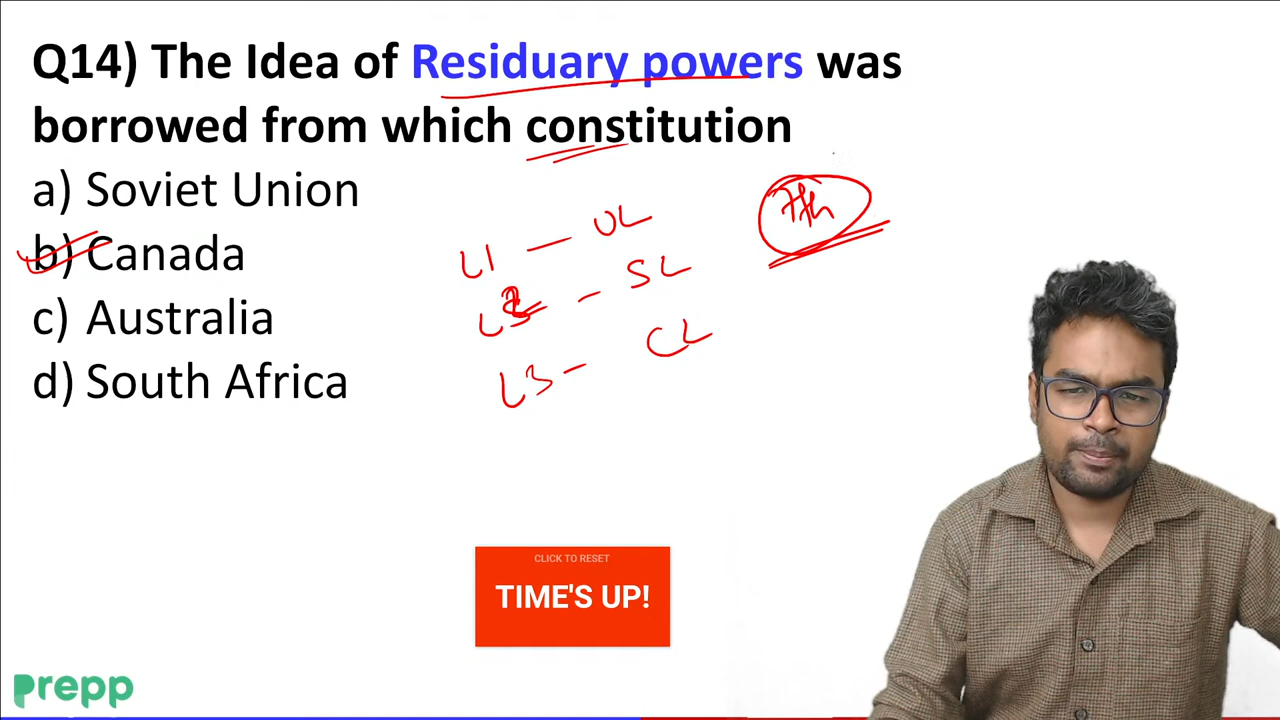 Q14) The Idea of Residuary powers was
borrowed from which constitution
a) Soviet Union
b) Canada
c) Australia
d) South Africa
7th
L1 — UL
L2 - SL
L3 - CL
CLICK TO RESET
TIME'S UP!
prepp